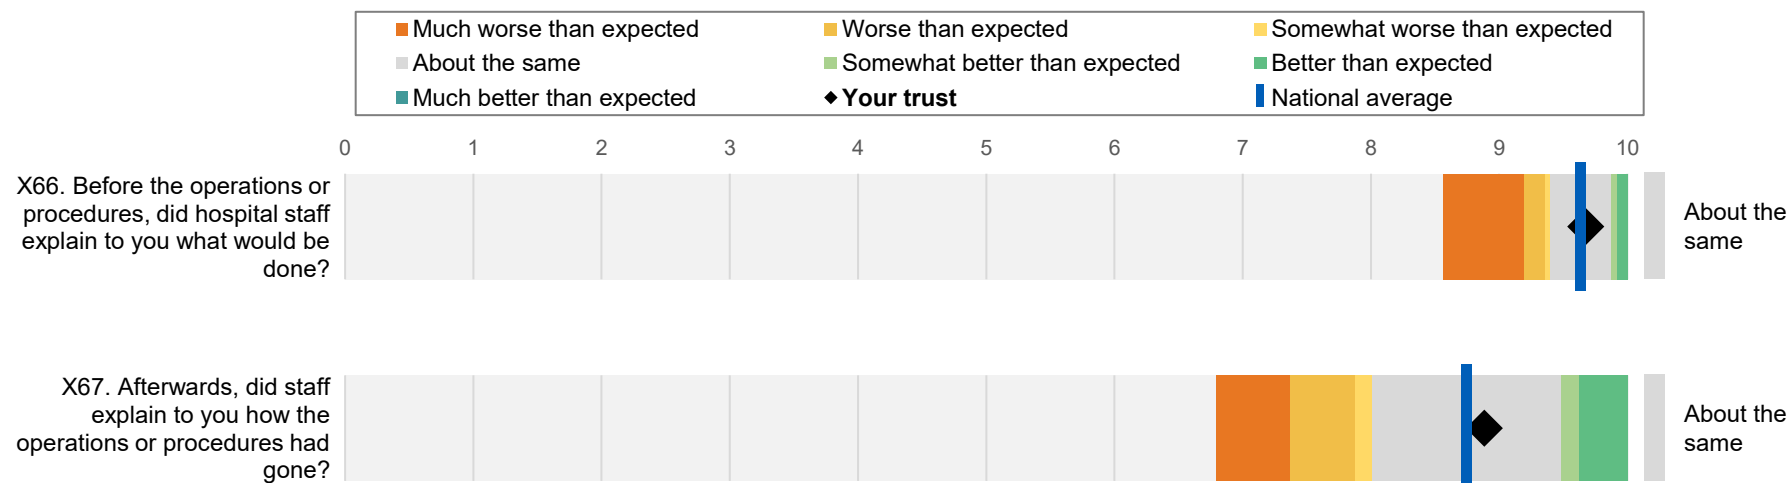 Much worse than expected
Worse than expected
Somewhat worse than expected
About the same
Somewhat better than expected
Better than expected
Much better than expected
Your trust
National average
0 1 2 3 4 5 6 7 8 9 10
X66. Before the operations or
procedures, did hospital staff
explain to you what would be
done?
About the
same
X67. Afterwards, did staff
explain to you how the
operations or procedures had
gone?
About the
same